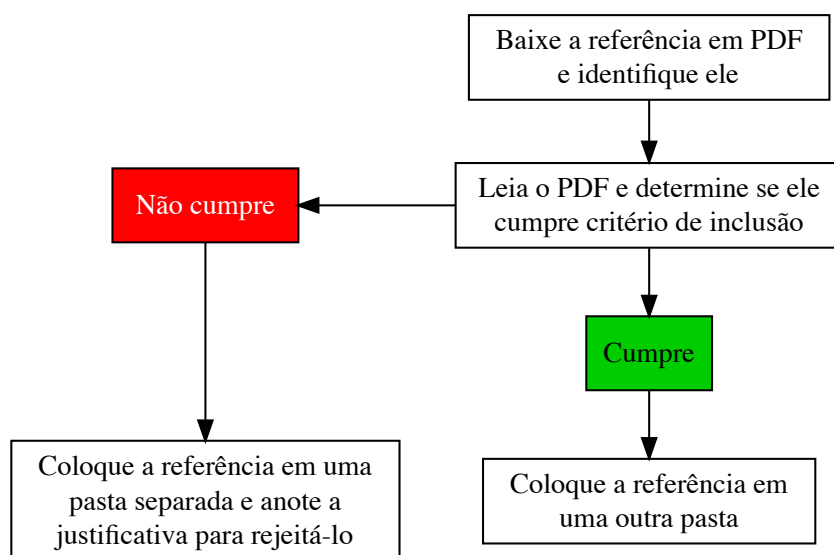 Baixe a referência em PDF
e identifique ele
Leia o PDF e determine se ele
cumpre critério de inclusão
Não cumpre
Cumpre
Coloque a referência em uma
pasta separada e anote a
justificativa para rejeitá-lo
Coloque a referência em
uma outra pasta